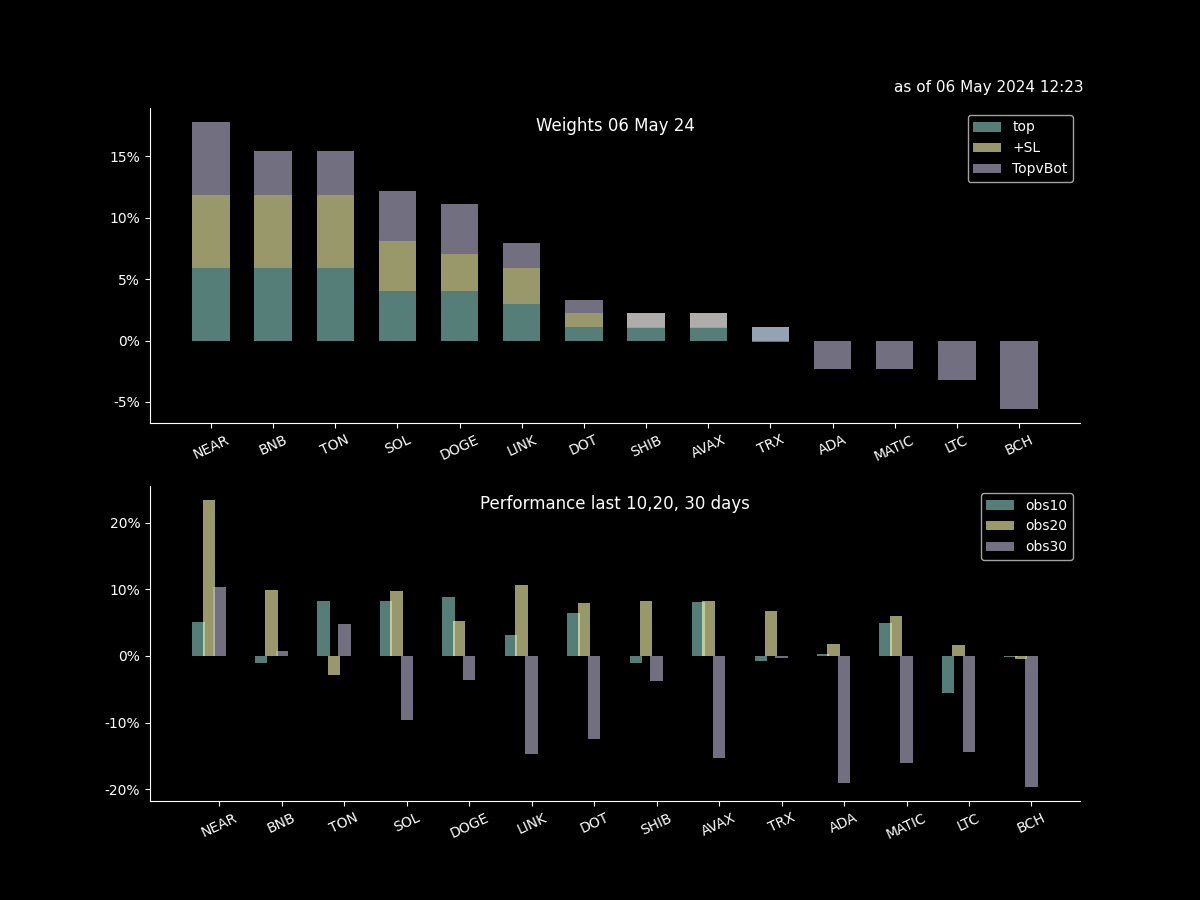 as of 06 May 2024 12:23
Weights 06 May 24
top
+SL
TopvBot
15%
10%
5%
0%
-5%
NEAR BNB TON SOL DOGE LINK DOT SHIB AVAX TRX ADA MATIC LTC BCH
Performance last 10,20, 30 days
obs10
obs20
obs30
20%
10%
0%
-10%
-20%
NEAR BNB TON SOL DOGE LINK DOT SHIB AVAX TRX ADA MATIC LTC BCH